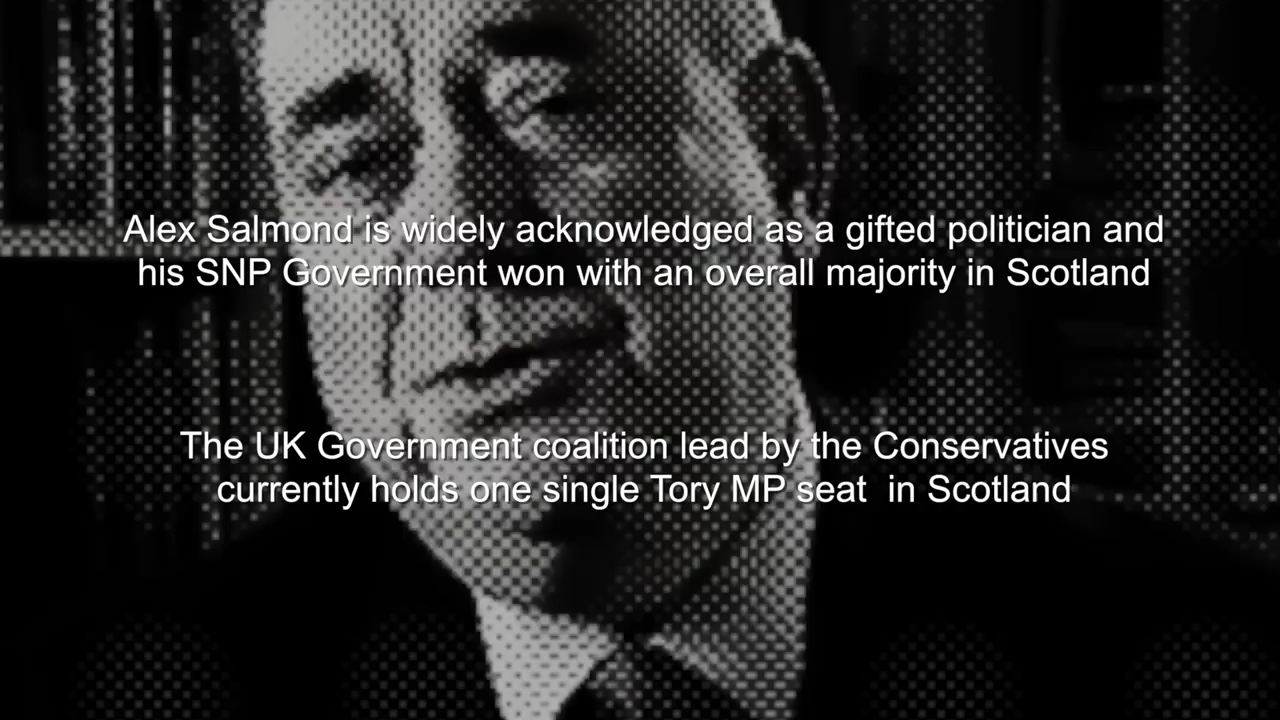 Alex Salmond is widely acknowledged as a gifted politician and
his SNP Government won with an overall majority in Scotland
The UK Government coalition lead by the Conservatives
currently holds one single Tory MP seat  in Scotland